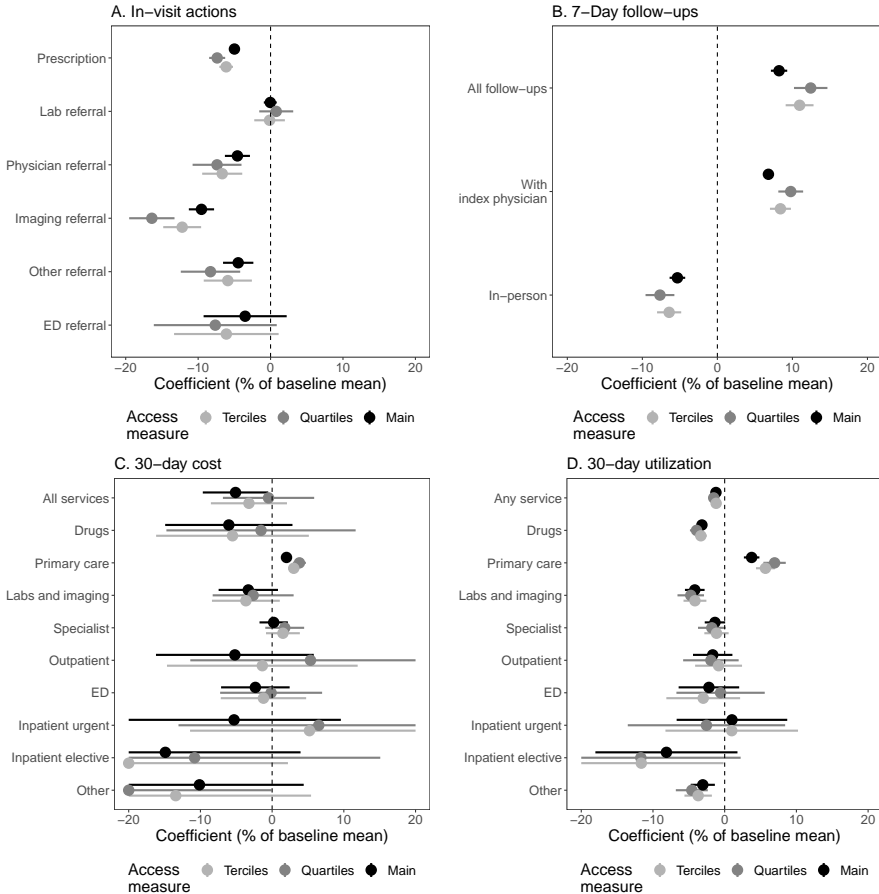 A. In−visit actions
Prescription
Lab referral
Physician referral
Imaging referral
Other referral
ED referral
−20 −10 0 10 20
Coefficient (% of baseline mean)
Access
measure
Terciles Quartiles Main
B. 7−Day follow−ups
All follow−ups
With
index physician
In−person
−20 −10 0 10 20
Coefficient (% of baseline mean)
Access
measure
Terciles Quartiles Main
C. 30−day cost
All services
Drugs
Primary care
Labs and imaging
Specialist
Outpatient
ED
Inpatient urgent
Inpatient elective
Other
−20 −10 0 10 20
Coefficient (% of baseline mean)
Access
measure
Terciles Quartiles Main
D. 30−day utilization
Any service
Drugs
Primary care
Labs and imaging
Specialist
Outpatient
ED
Inpatient urgent
Inpatient elective
Other
−20 −10 0 10 20
Coefficient (% of baseline mean)
Access
measure
Terciles Quartiles Main